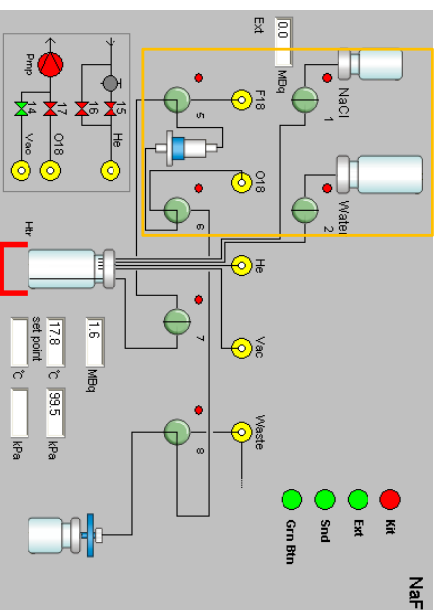 NaF
Kit
Ext
Snd
Grn Btn
NaCl
Water
1
2
Ext
0.0
MBq
F18
O18
He
Vac
Waste
5
6
7
8
15
He
16
17
O18
14
Vac
Pmp
Htr
1.6 MBq
17.8 °C 99.5 kPa
set point
°C kPa